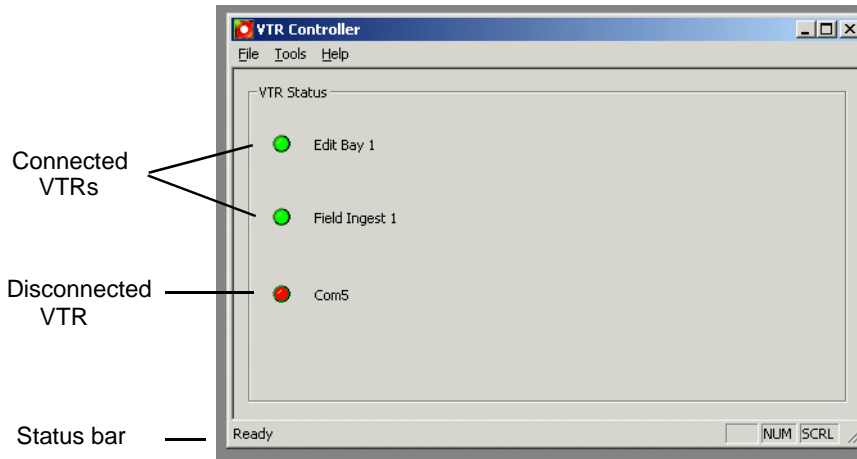 VTR Controller
File Tools Help
VTR Status
Edit Bay 1
Connected
VTRs
Field Ingest 1
Disconnected
VTR
Com5
Status bar
Ready
NUM SCRL